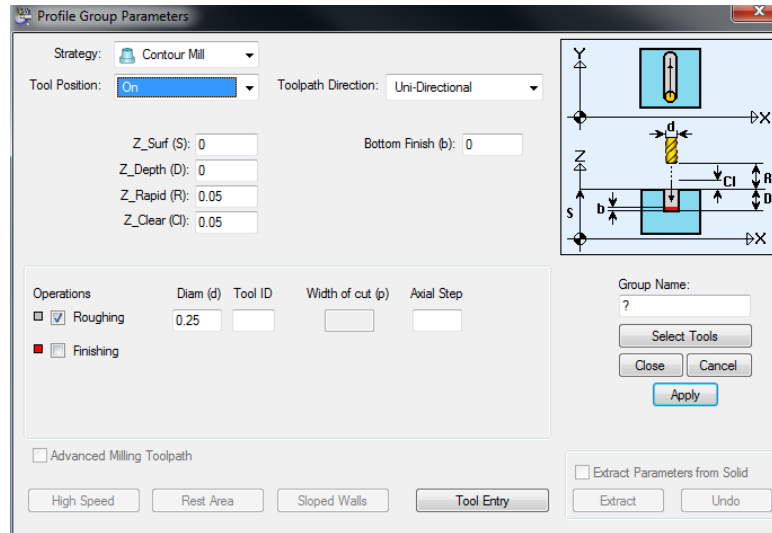 Profile Group Parameters
X
Strategy: Contour Mill
Tool Position: On Toolpath Direction: Uni-Directional
Z_Surf (S): 0 Bottom Finish (b): 0
Z_Depth (D): 0
Z_Rapid (R): 0.05
Z_Clear (Cl): 0.05
Y
X
d
Z
Cl
R
D
b
S
X
Operations Diam (d) Tool ID Width of cut (p) Axial Step
Roughing 0.25
Finishing
Group Name:
?
Select Tools
Close Cancel
Apply
Advanced Milling Toolpath
High Speed Rest Area Sloped Walls Tool Entry
Extract Parameters from Solid
Extract Undo